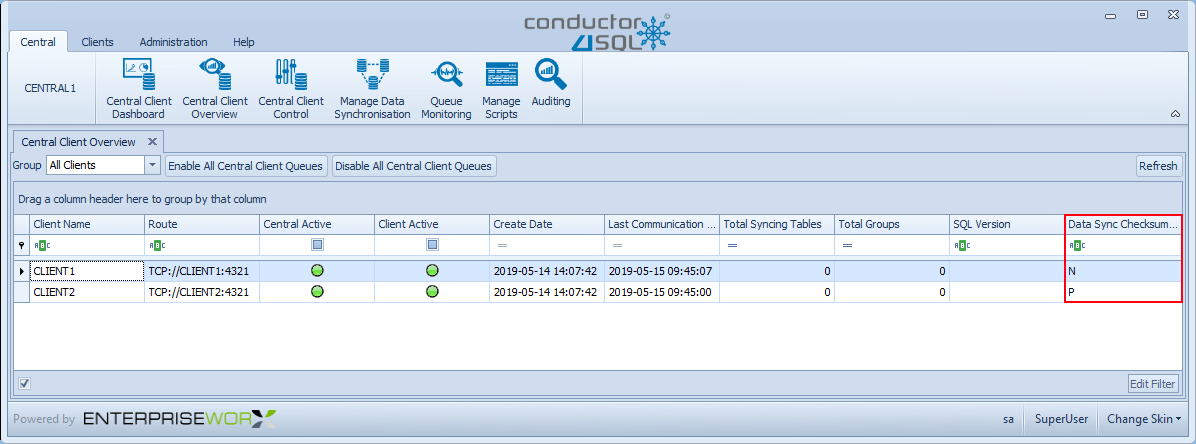 conductor
4SQL
Central Clients Administration Help
CENTRAL1
Central Client Dashboard
Central Client Overview
Central Client Control
Manage Data Synchronisation
Queue Monitoring
Manage Scripts
Auditing
Central Client Overview
Group All Clients Enable All Central Client Queues Disable All Central Client Queues Refresh
Drag a column header here to group by that column
Client Name Route Central Active Client Active Create Date Last Communication ... Total Syncing Tables Total Groups SQL Version Data Sync Checksum...
ABC ABC = = = = ABC ABC
CLIENT1 TCP://CLIENT1:4321 2019-05-14 14:07:42 2019-05-15 09:45:07 0 0 N
CLIENT2 TCP://CLIENT2:4321 2019-05-14 14:07:42 2019-05-15 09:45:00 0 0 P
Edit Filter
Powered by ENTERPRISEWORX sa SuperUser Change Skin